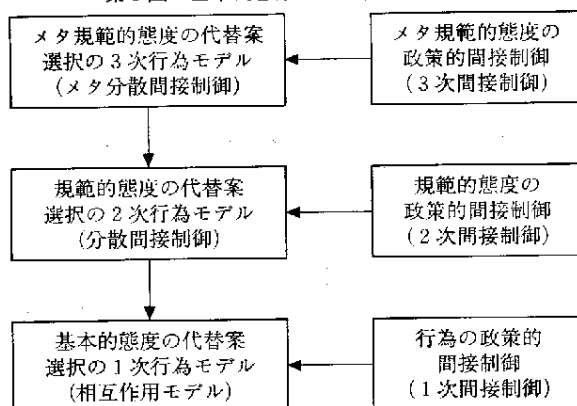 メタ規範的態度の代替案
選択の3次行為モデル
(メタ分散間接制御)
メタ規範的態度の
政策的間接制御
(3次間接制御)
規範的態度の代替案
選択の2次行為モデル
(分散間接制御)
規範的態度の
政策的間接制御
(2次間接制御)
基本的態度の代替案
選択の1次行為モデル
(相互作用モデル)
行為の政策的
間接制御
(1次間接制御)